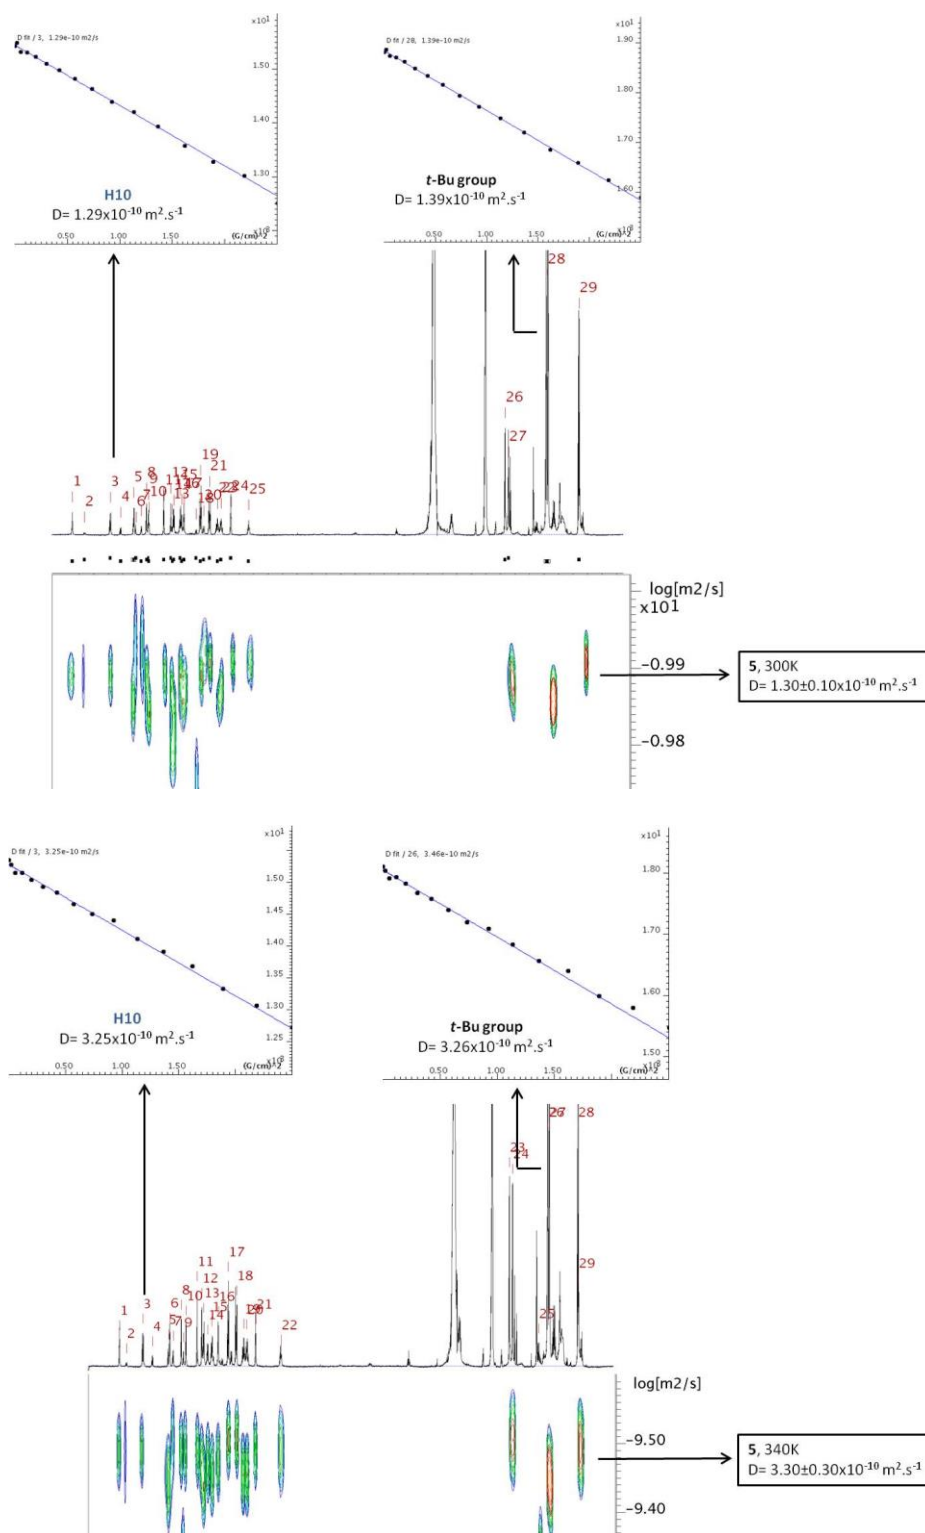 D fit / 3, 1.29e-10 m2/s
x10¹
1.50
1.40
1.30
H10
D= 1.29x10⁻¹⁰ m².s⁻¹
x10⁸
0.50 1.00 1.50 (G/cm)^2
D fit / 28, 1.39e-10 m2/s
x10¹
1.90
1.80
1.70
1.60
t-Bu group
D= 1.39x10⁻¹⁰ m².s⁻¹
x10⁸
0.50 1.00 1.50 (G/cm)^2
28
29
26
27
19
1 2 3 4 5 6 7 8 9 10 21 25
log[m2/s]
x101
-0.99
-0.98
5, 300K
D= 1.30±0.10x10⁻¹⁰ m².s⁻¹
D fit / 3, 3.25e-10 m2/s
x10¹
1.50
1.45
1.40
1.35
1.30
1.25
H10
D= 3.25x10⁻¹⁰ m².s⁻¹
x10⁸
0.50 1.00 1.50 (G/cm)^2
D fit / 26, 3.46e-10 m2/s
x10¹
1.80
1.70
1.60
1.50
t-Bu group
D= 3.26x10⁻¹⁰ m².s⁻¹
x10⁸
0.50 1.00 1.50 (G/cm)^2
28
23
24
29
25
17
11 12 13 18
1 2 3 4 5 6 7 8 9 10 14 15 16 21 22
log[m2/s]
-9.50
-9.40
5, 340K
D= 3.30±0.30x10⁻¹⁰ m².s⁻¹